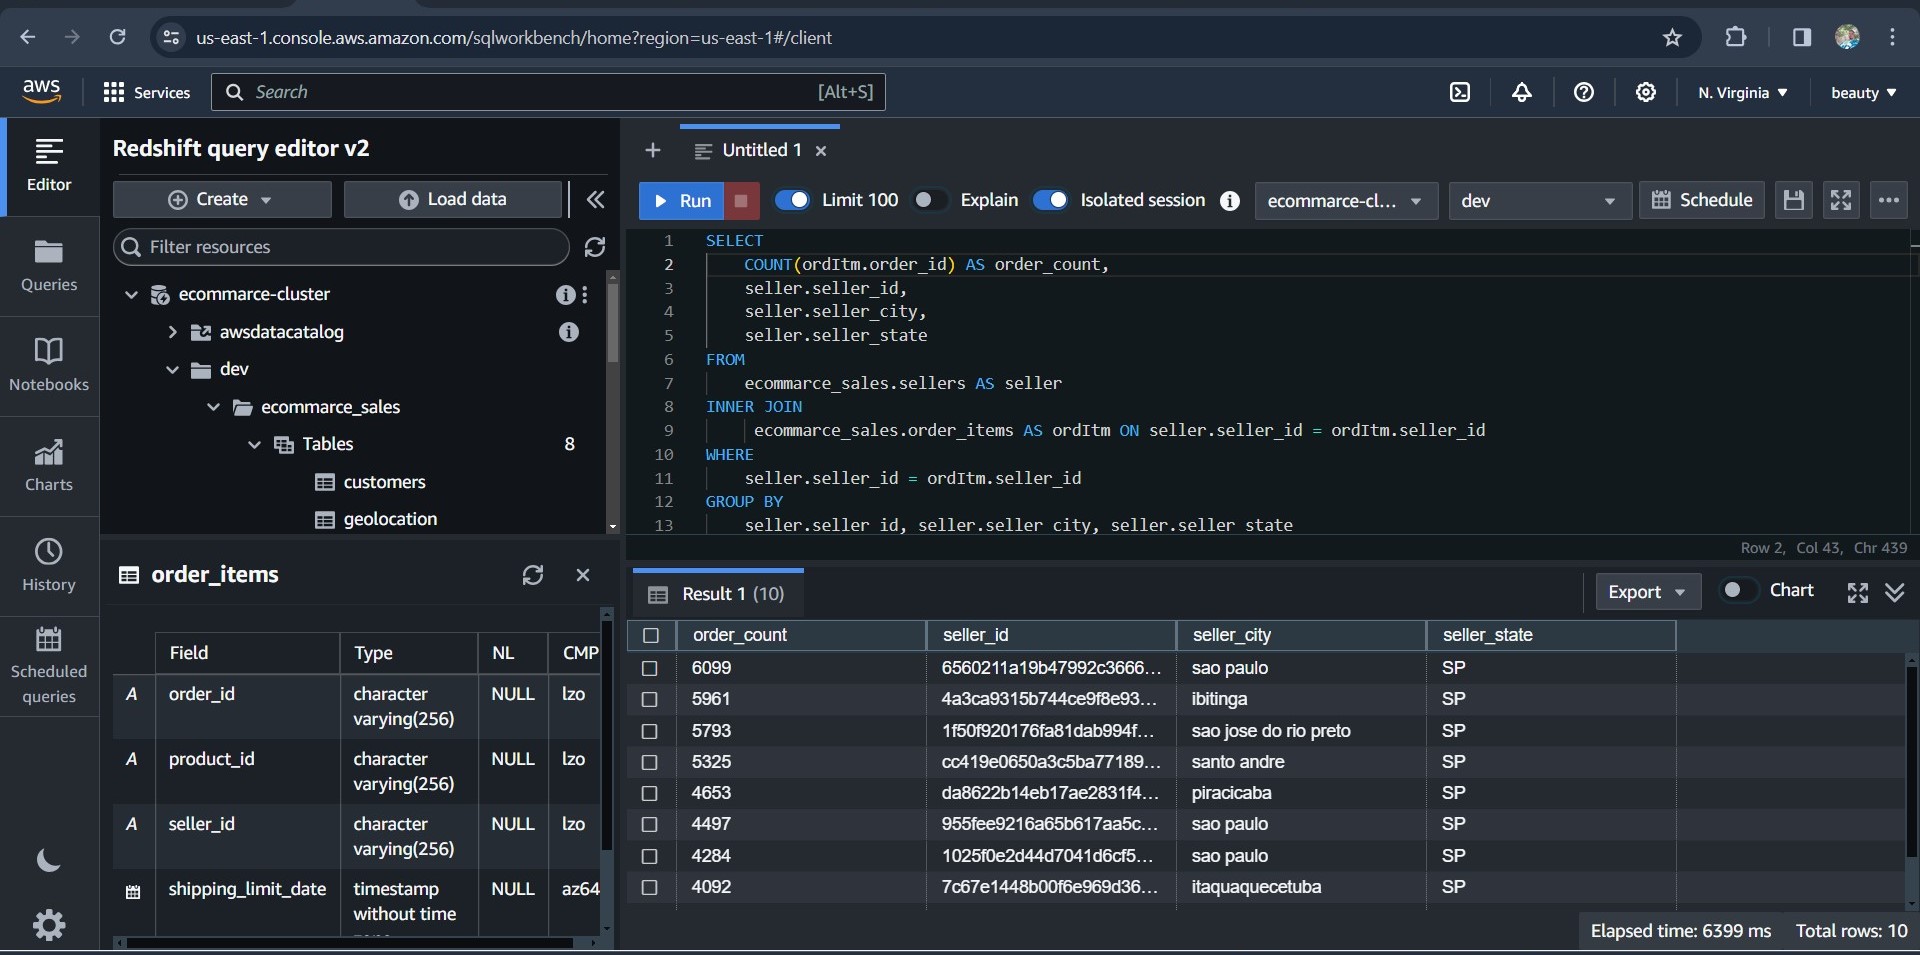 us-east-1.console.aws.amazon.com/sqlworkbench/home?region=us-east-1#/client
aws
Services
Search
[Alt+S]
N. Virginia
beauty
Editor
Queries
Notebooks
Charts
History
Scheduled
queries
Redshift query editor v2
Create
Load data
Filter resources
ecommarce-cluster
awsdatacatalog
dev
ecommarce_sales
Tables 8
customers
geolocation
order_items
Field Type NL CMP
A order_id character varying(256) NULL lzo
A product_id character varying(256) NULL lzo
A seller_id character varying(256) NULL lzo
shipping_limit_date timestamp without time NULL az64
Untitled 1
Run
Limit 100
Explain
Isolated session
ecommarce-cl...
dev
Schedule
1 SELECT
2 COUNT(ordItm.order_id) AS order_count,
3 seller.seller_id,
4 seller.seller_city,
5 seller.seller_state
6 FROM
7 ecommarce_sales.sellers AS seller
8 INNER JOIN
9 ecommarce_sales.order_items AS ordItm ON seller.seller_id = ordItm.seller_id
10 WHERE
11 seller.seller_id = ordItm.seller_id
12 GROUP BY
13 seller.seller_id, seller.seller_city, seller.seller_state
Row 2, Col 43, Chr 439
Result 1 (10)
Export
Chart
order_count seller_id seller_city seller_state
6099 6560211a19b47992c3666... sao paulo SP
5961 4a3ca9315b744ce9f8e93... ibitinga SP
5793 1f50f920176fa81dab994f... sao jose do rio preto SP
5325 cc419e0650a3c5ba77189... santo andre SP
4653 da8622b14eb17ae2831f4... piracicaba SP
4497 955fee9216a65b617aa5c... sao paulo SP
4284 1025f0e2d44d7041d6cf5... sao paulo SP
4092 7c67e1448b00f6e969d36... itaquaquecetuba SP
Elapsed time: 6399 ms Total rows: 10